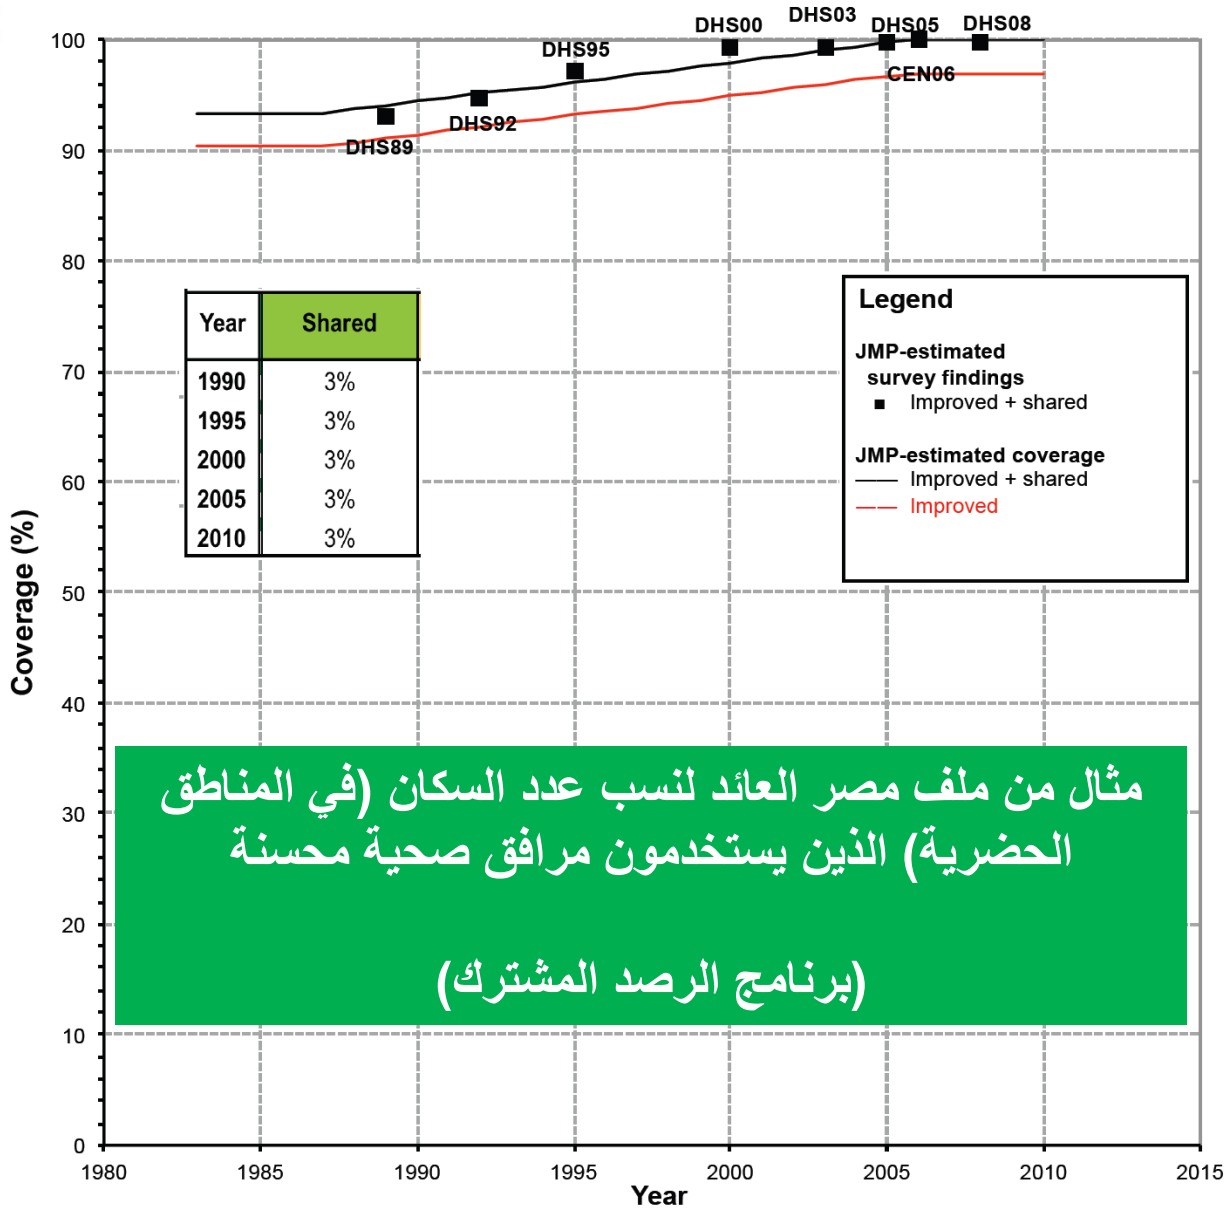 DHS03
DHS00
DHS05
DHS08
DHS95
CEN06
DHS92
DHS89
100
90
80
70
60
50
40
30
20
10
0
Coverage (%)
Year Shared
1990 3%
1995 3%
2000 3%
2005 3%
2010 3%
Legend
JMP-estimated
survey findings
Improved + shared
JMP-estimated coverage
Improved + shared
Improved
مثال من ملف مصر العائد لنسب عدد السكان (في المناطق
الحضرية) الذين يستخدمون مرافق صحية محسنة
(برنامج الرصد المشترك)
1980 1985 1990 1995 2000 2005 2010 2015
Year